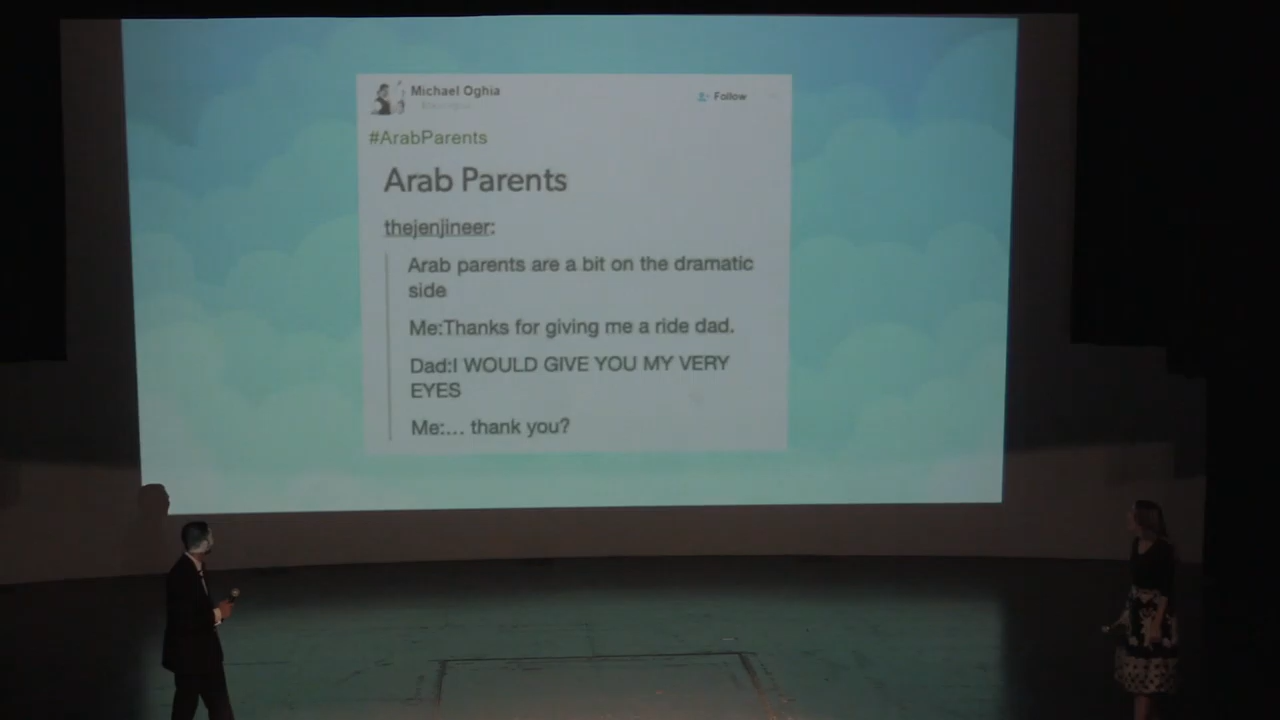 Michael Oghia
Follow
#ArabParents
Arab Parents
thejenjineer:
Arab parents are a bit on the dramatic
side
Me:Thanks for giving me a ride dad.
Dad:I WOULD GIVE YOU MY VERY
EYES
Me:... thank you?